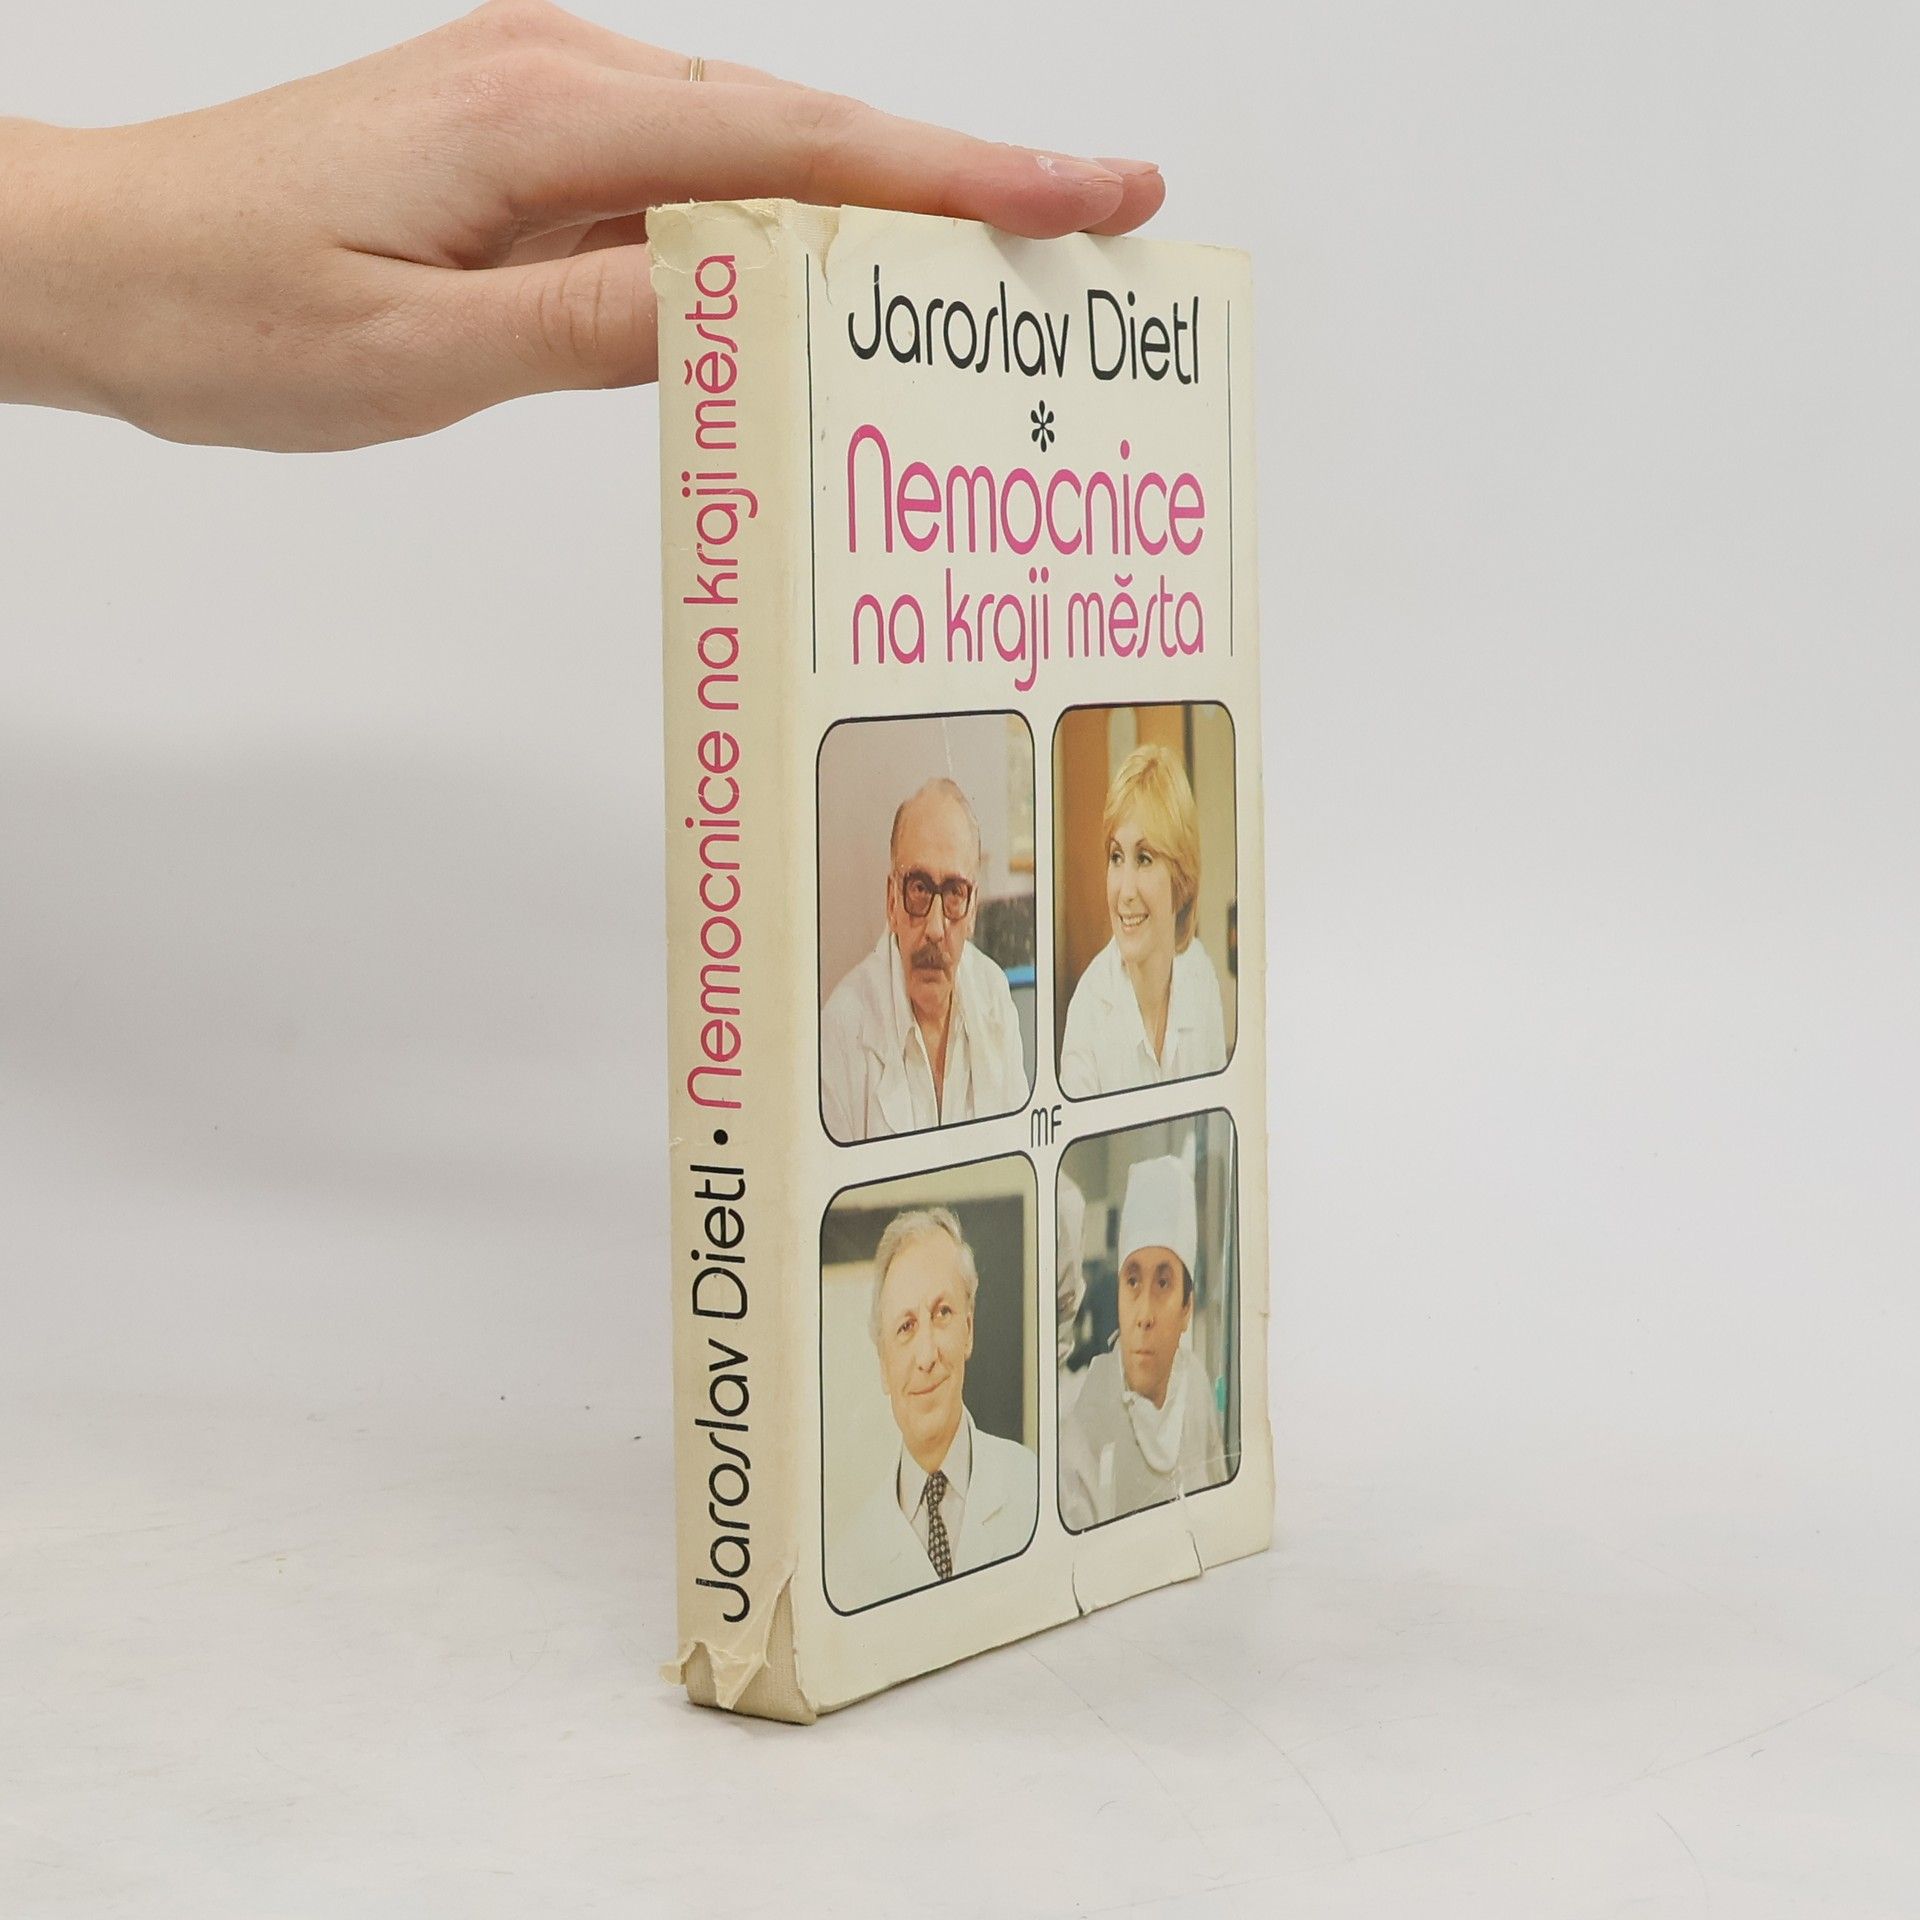 Jaroslav Dietl • Nemocnice na kraji města
Jaroslav Dietl
*
Nemocnice
na kraji města
mf